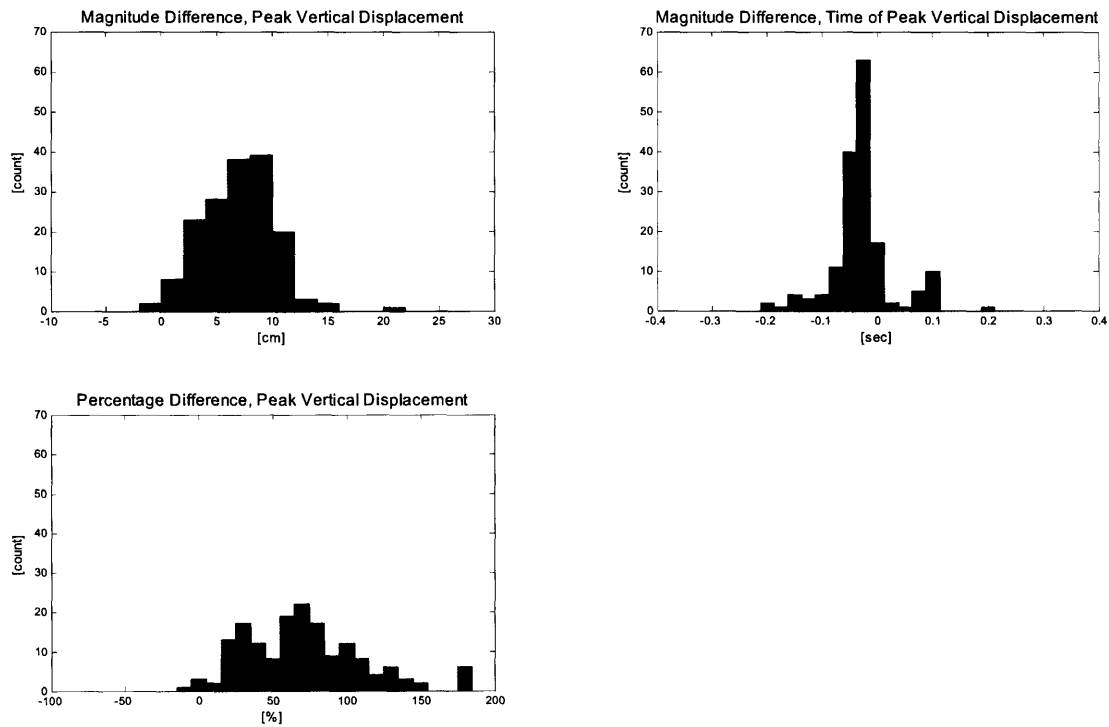 Magnitude Difference, Peak Vertical Displacement
70
60
50
40
30
20
10
0
[count]
-10 -5 0 5 10 15 20 25 30
[cm]
Magnitude Difference, Time of Peak Vertical Displacement
70
60
50
40
30
20
10
0
[count]
-0.4 -0.3 -0.2 -0.1 0 0.1 0.2 0.3 0.4
[sec]
Percentage Difference, Peak Vertical Displacement
70
60
50
40
30
20
10
0
[count]
-100 -50 0 50 100 150 200
[%]